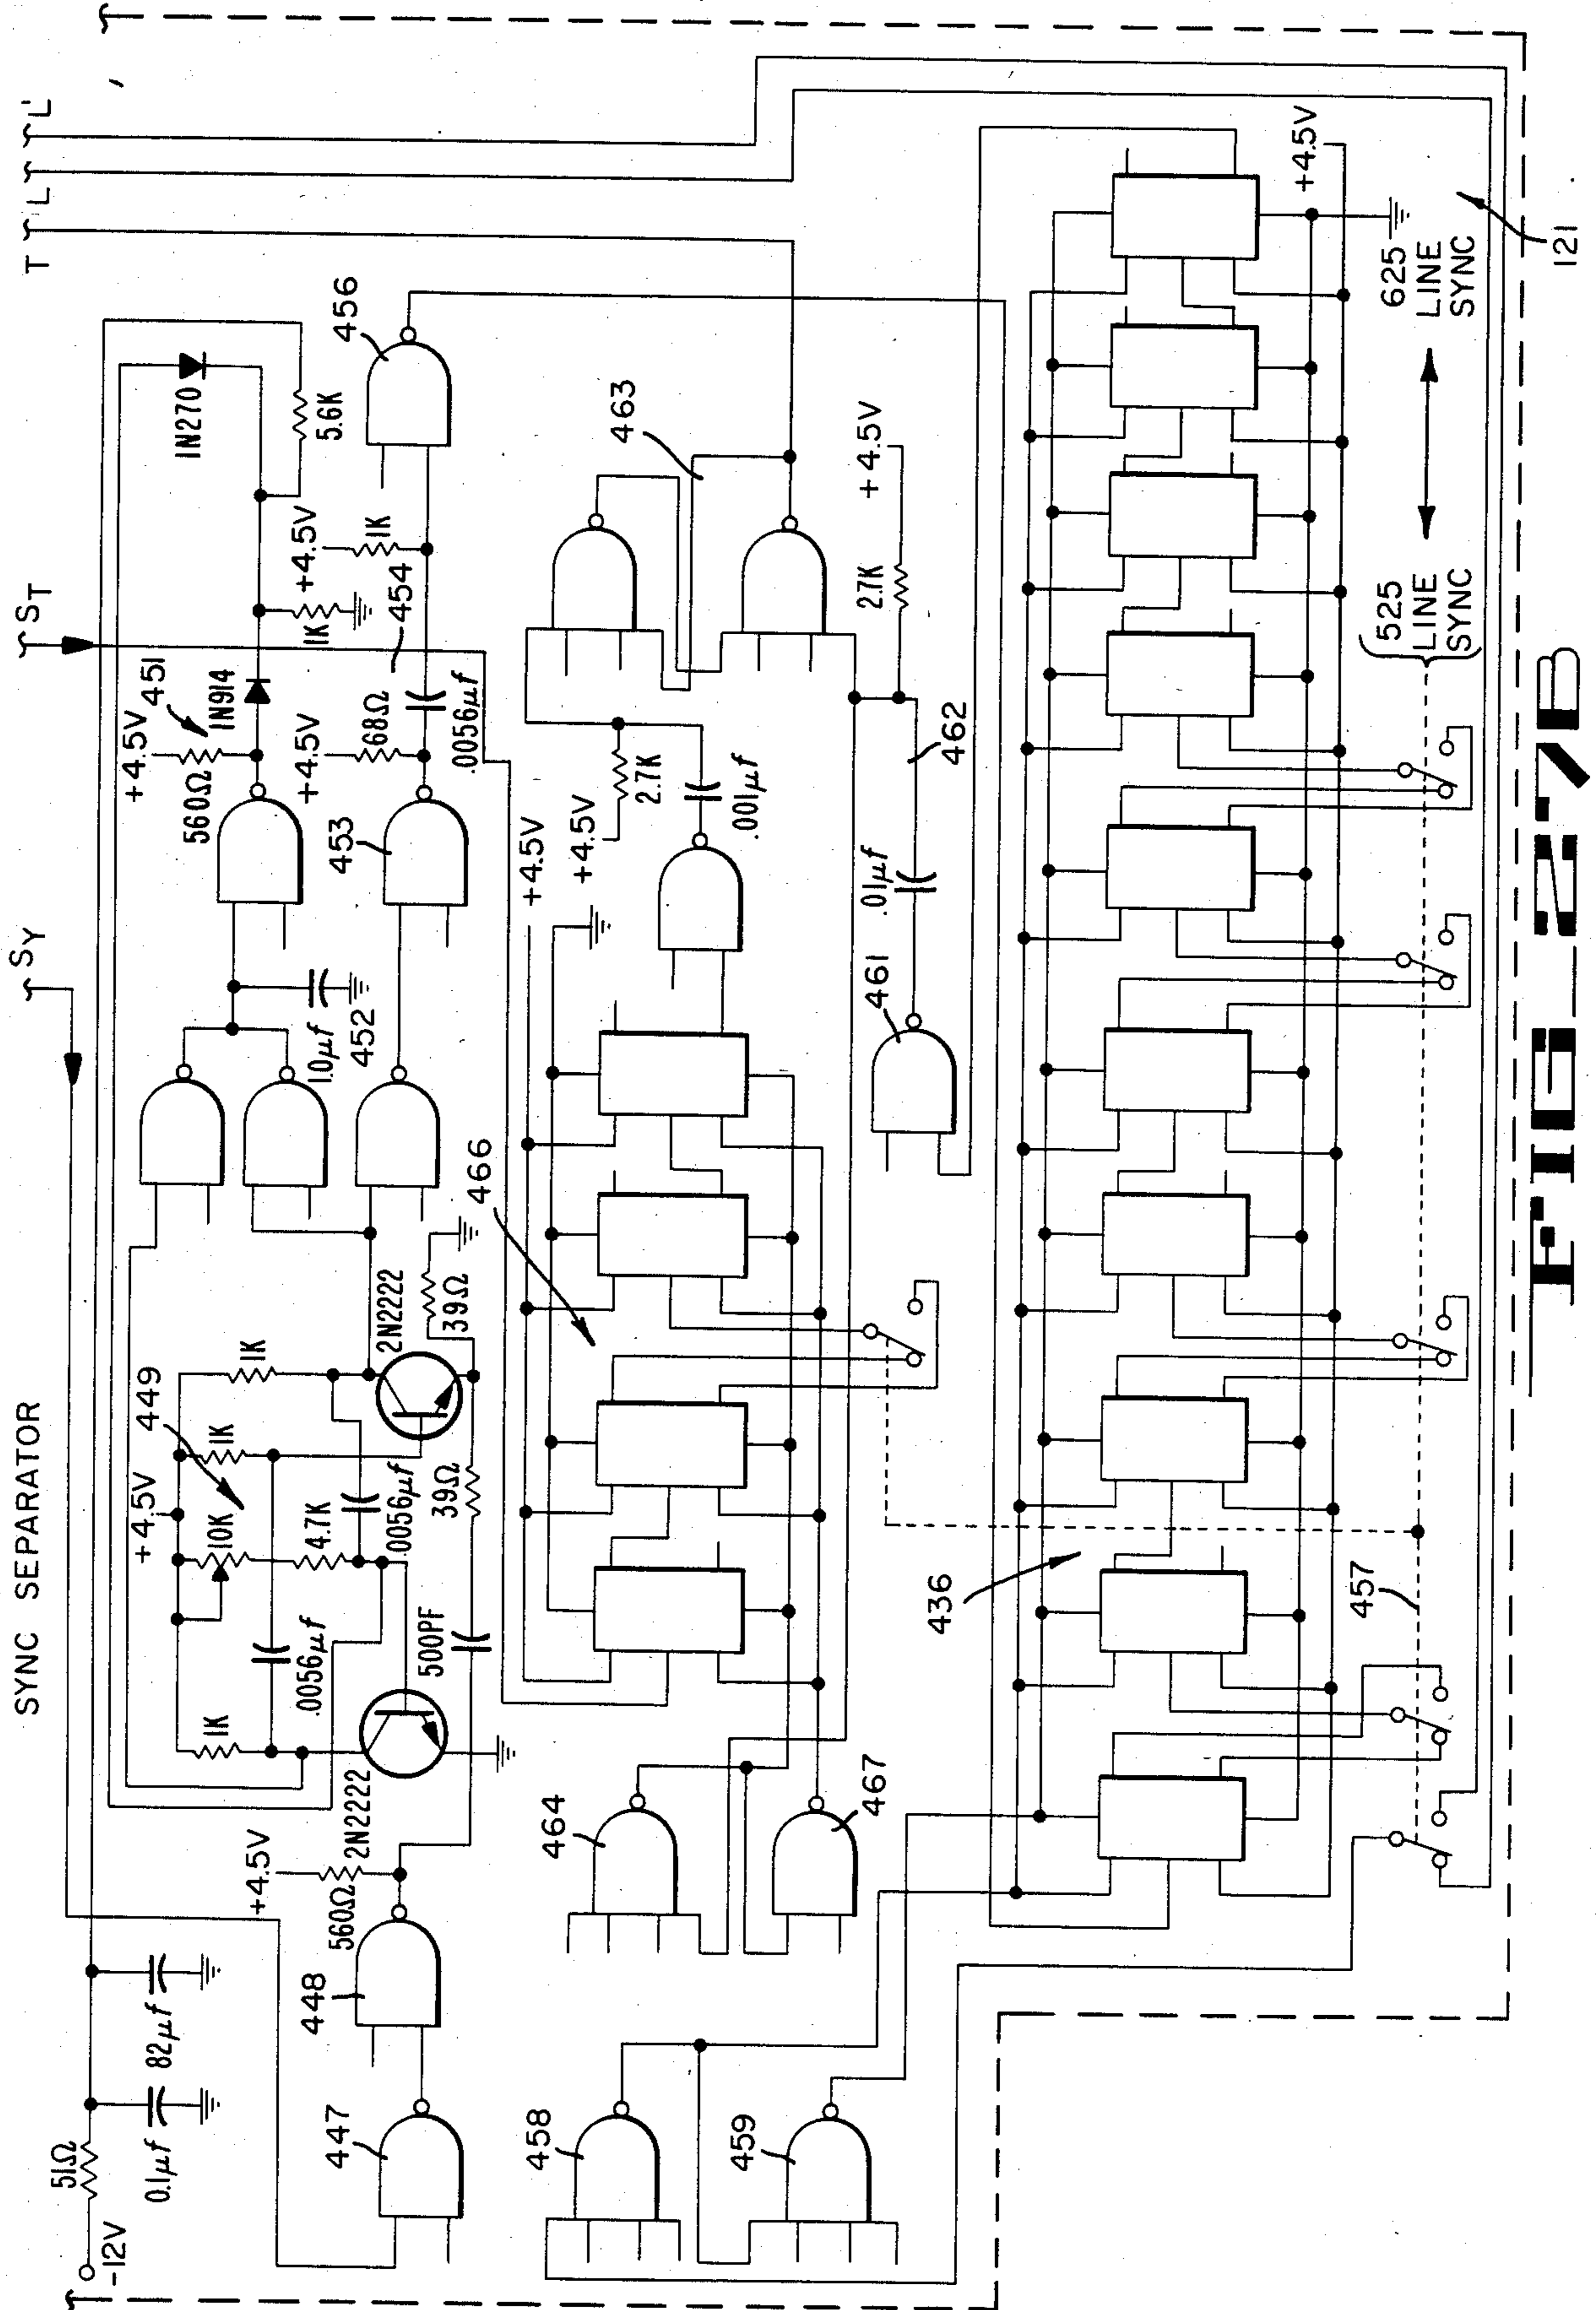 SYNC SEPARATOR
-12V
51Ω
0.1µf
82µf
SY
ST
T
L
L'
447
448
+4.5V
560Ω
2N2222
1K
+4.5V
449
10K
1K
1K
4.7K
.0056µf
.0056µf
500PF
39Ω
2N2222
39Ω
1.0µf
452
560Ω
+4.5V
451
1N914
1K
1N270
5.6K
453
+4.5V
68Ω
454
.0056µf
+4.5V
1K
456
458
459
464
467
466
+4.5V
+4.5V
2.7K
.001µf
463
461
.01µf
462
2.7K
+4.5V
436
457
525
LINE
SYNC
625
LINE
SYNC
+4.5V
121
FIG 27B